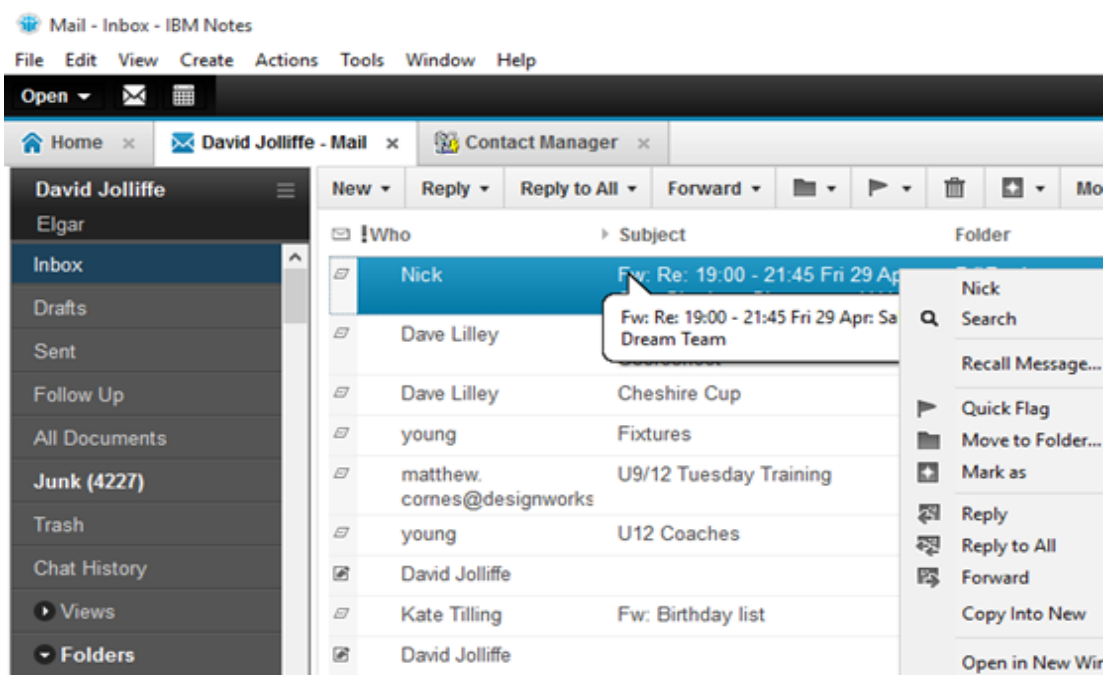 Mail - Inbox - IBM Notes
File Edit View Create Actions Tools Window Help
Open
Home David Jolliffe - Mail Contact Manager
David Jolliffe
Elgar
New Reply Reply to All Forward Mo
Who Subject Folder
Inbox
Drafts
Sent
Follow Up
All Documents
Junk (4227)
Trash
Chat History
Views
Folders
Nick Fw: Re: 19:00 - 21:45 Fri 29 Ap
Fw: Re: 19:00 - 21:45 Fri 29 Apr: Sa
Dream Team
Dave Lilley
Dave Lilley Cheshire Cup
young Fixtures
matthew. U9/12 Tuesday Training
cornes@designworks
young U12 Coaches
David Jolliffe
Kate Tilling Fw: Birthday list
David Jolliffe
Nick
Search
Recall Message...
Quick Flag
Move to Folder...
Mark as
Reply
Reply to All
Forward
Copy Into New
Open in New Win